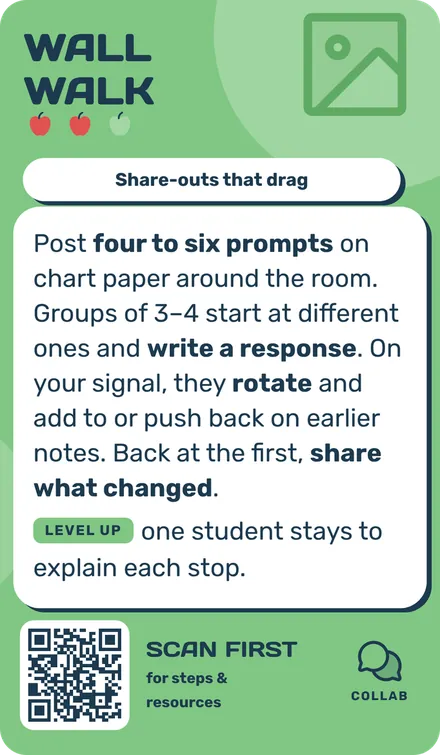 WALL
WALK
Share-outs that drag
Post four to six prompts on
chart paper around the room.
Groups of 3–4 start at different
ones and write a response. On
your signal, they rotate and
add to or push back on earlier
notes. Back at the first, share
what changed.
LEVEL UP one student stays to
explain each stop.
SCAN FIRST
for steps &
resources
COLLAB